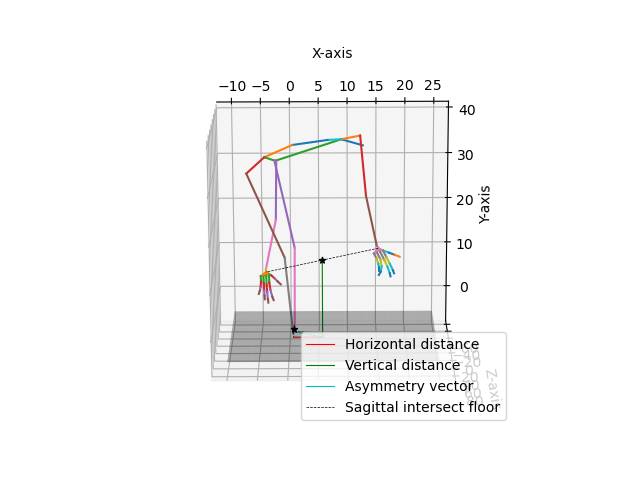 X-axis
−10 −5 0 5 10 15 20 25
40
30
Y-axis
20
10
0
Horizontal distance
Vertical distance
Asymmetry vector
Sagittal intersect floor